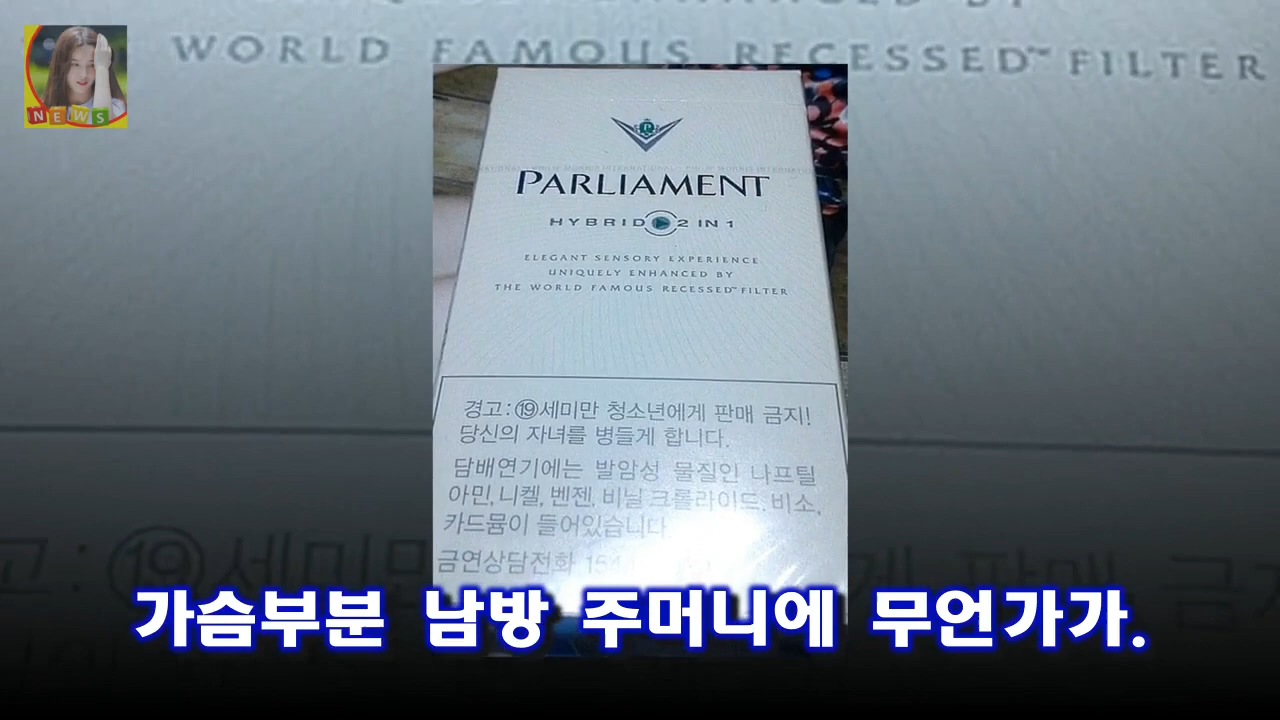 WORLD FAMOUS RECESSED™ FILTER
NEWS
PARLIAMENT
HYBRID 2 IN 1
ELEGANT SENSORY EXPERIENCE
UNIQUELY ENHANCED BY
THE WORLD FAMOUS RECESSED™ FILTER
경고: ⑲세미만 청소년에게 판매 금지!
당신의 자녀를 병들게 합니다.
담배연기에는 발암성 물질인 나프틸
아민, 니켈, 벤젠, 비닐 크롤라이드, 비소,
카드뮴이 들어있습니다.
금연상담전화
가슴부분 남방 주머니에 무언가가.